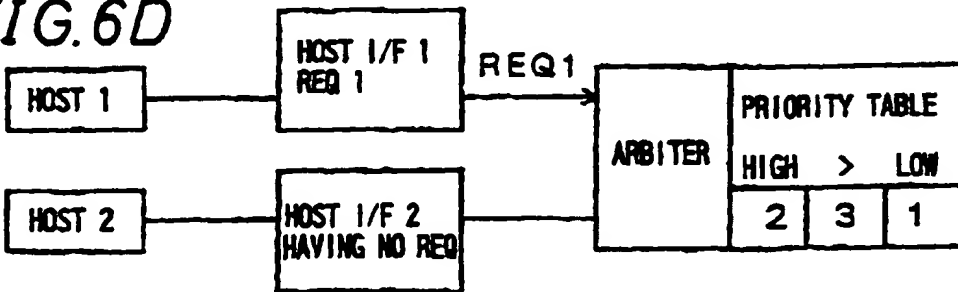 FIG. 6D
HOST 1
HOST I/F 1
REQ 1
REQ1
HOST 2
HOST I/F 2
HAVING NO REQ
ARBITER
PRIORITY TABLE
HIGH > LOW
2 3 1